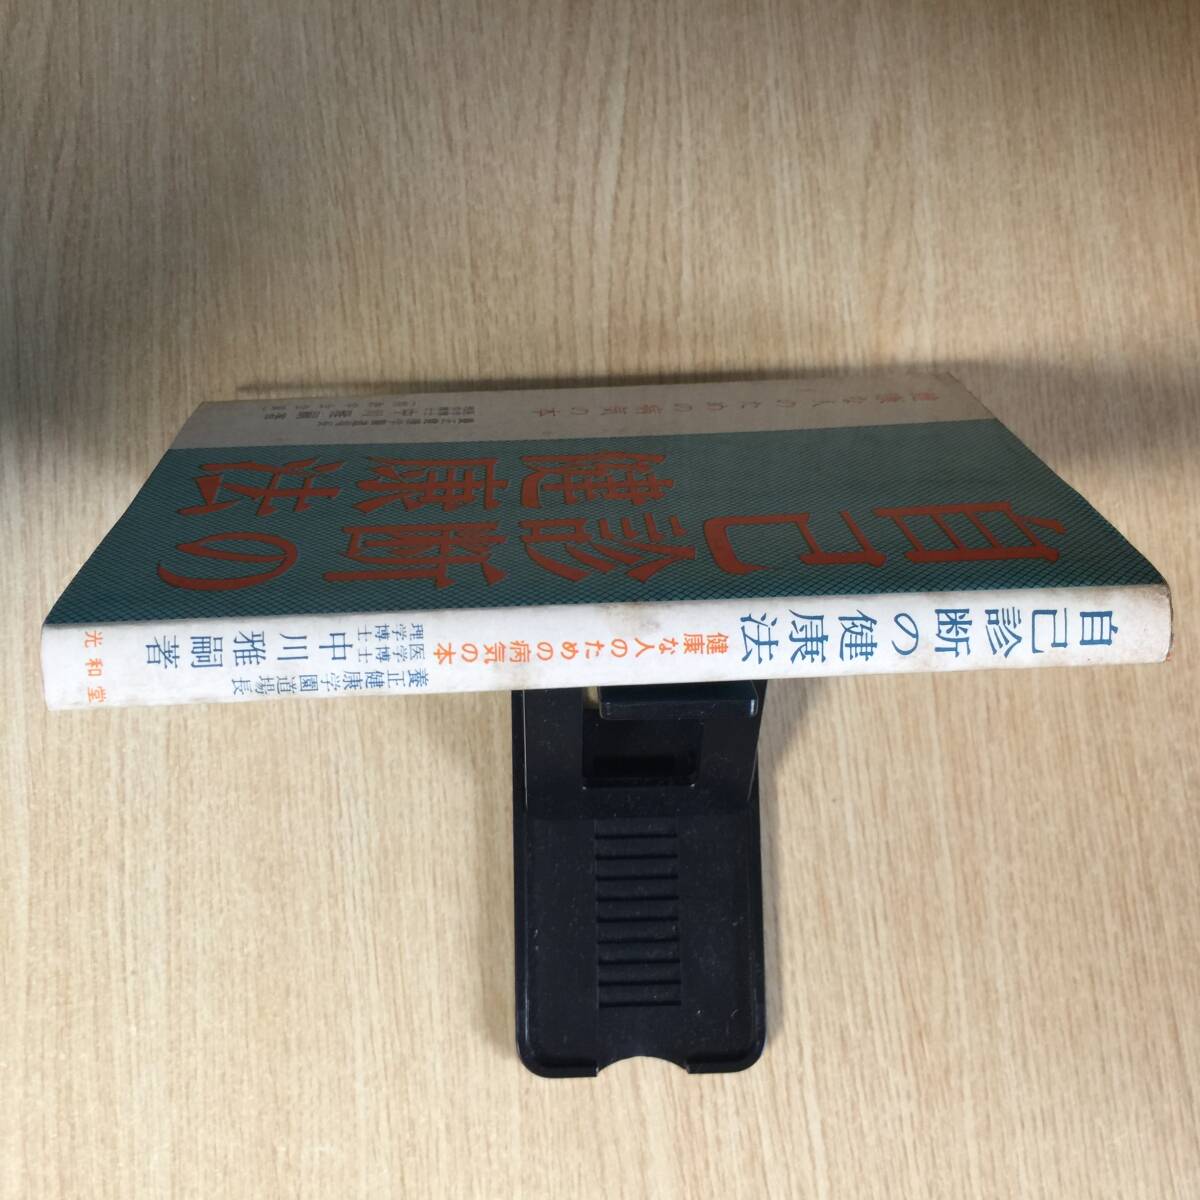 自己診断の健康法
健康な人のための病気の本
養正健康学園道場長
医学博士
理学博士
中川雅嗣著
光和堂
自己
診断の
健康法
健康な人のための病気の本